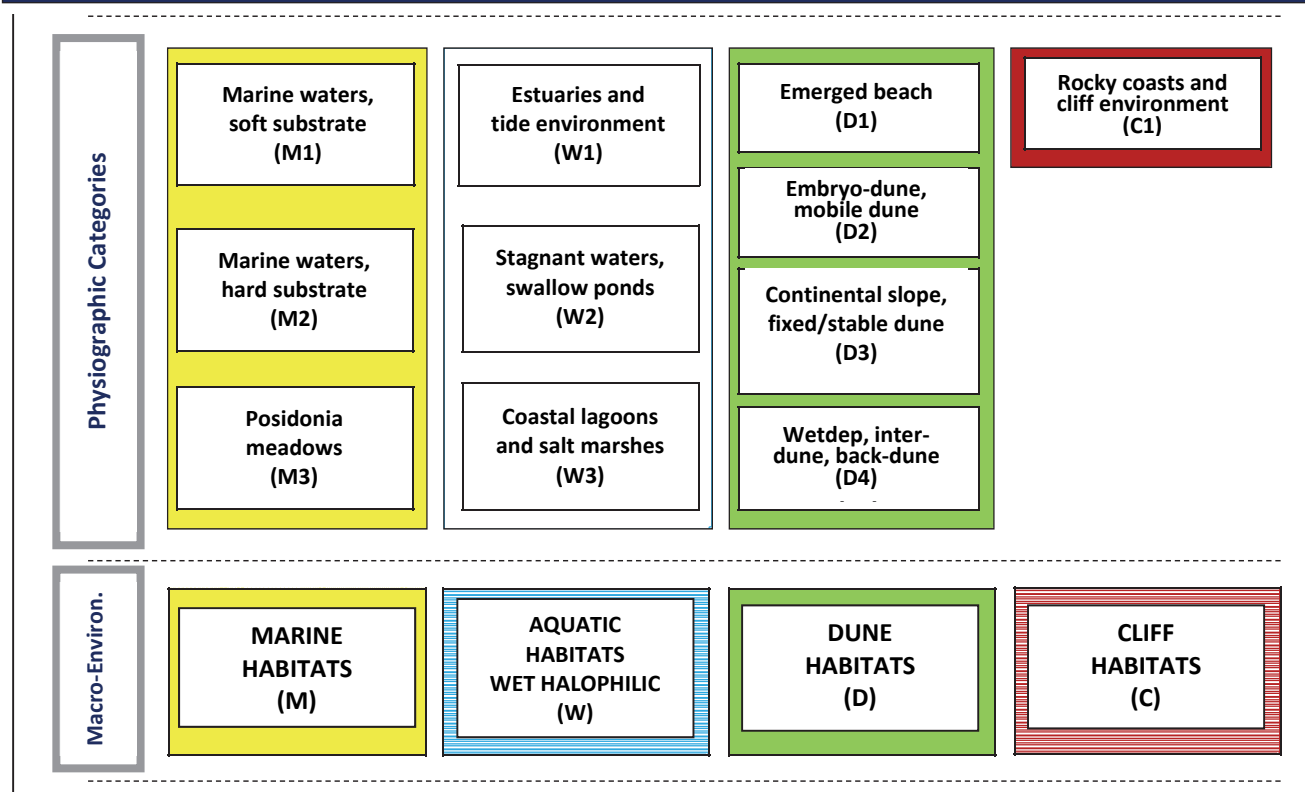 Physiographic Categories
Marine waters,
soft substrate
(M1)
Marine waters,
hard substrate
(M2)
Posidonia
meadows
(M3)
Estuaries and
tide environment
(W1)
Stagnant waters,
swallow ponds
(W2)
Coastal lagoons
and salt marshes
(W3)
Emerged beach
(D1)
Embryo-dune,
mobile dune
(D2)
Continental slope,
fixed/stable dune
(D3)
Wetdep, inter-
dune, back-dune
(D4)
Rocky coasts and
cliff environment
(C1)
Macro-Environ.
MARINE
HABITATS
(M)
AQUATIC
HABITATS
WET HALOPHILIC
(W)
DUNE
HABITATS
(D)
CLIFF
HABITATS
(C)